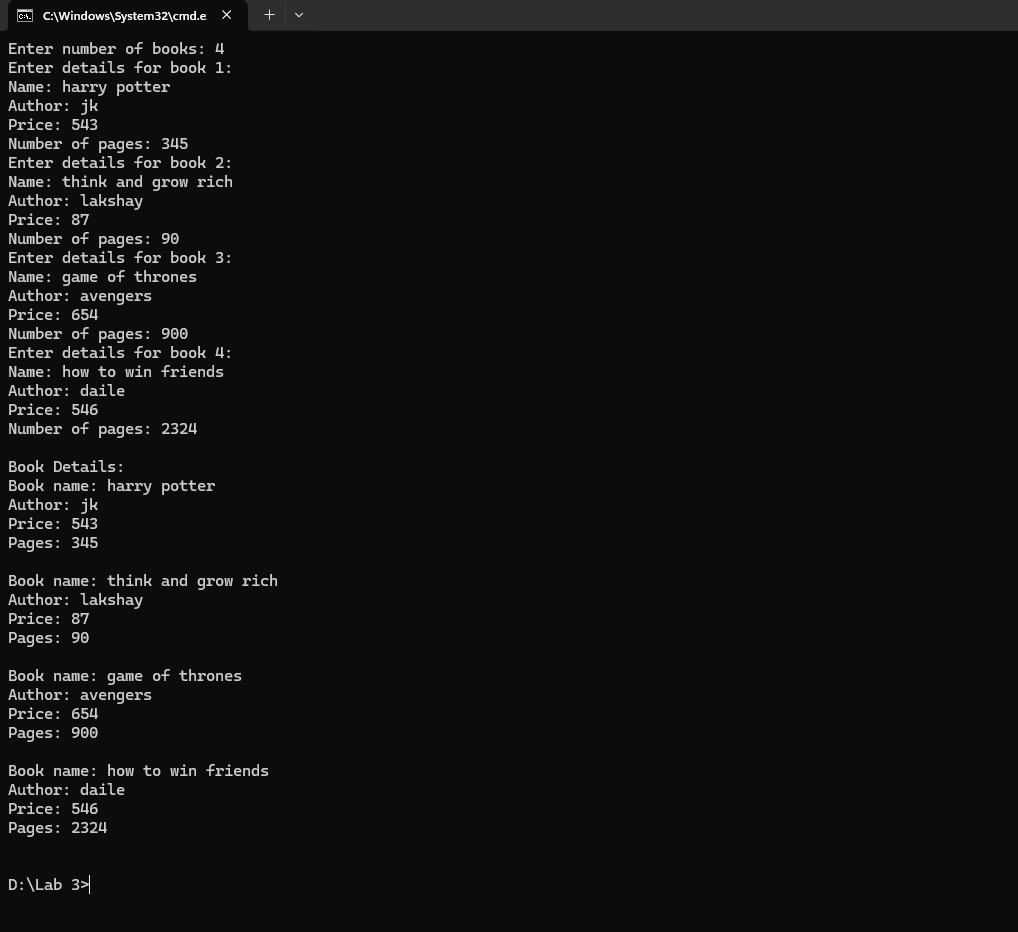 C:\Windows\System32\cmd.e
Enter number of books: 4
Enter details for book 1:
Name: harry potter
Author: jk
Price: 543
Number of pages: 345
Enter details for book 2:
Name: think and grow rich
Author: lakshay
Price: 87
Number of pages: 90
Enter details for book 3:
Name: game of thrones
Author: avengers
Price: 654
Number of pages: 900
Enter details for book 4:
Name: how to win friends
Author: daile
Price: 546
Number of pages: 2324
Book Details:
Book name: harry potter
Author: jk
Price: 543
Pages: 345
Book name: think and grow rich
Author: lakshay
Price: 87
Pages: 90
Book name: game of thrones
Author: avengers
Price: 654
Pages: 900
Book name: how to win friends
Author: daile
Price: 546
Pages: 2324
D:\Lab 3>